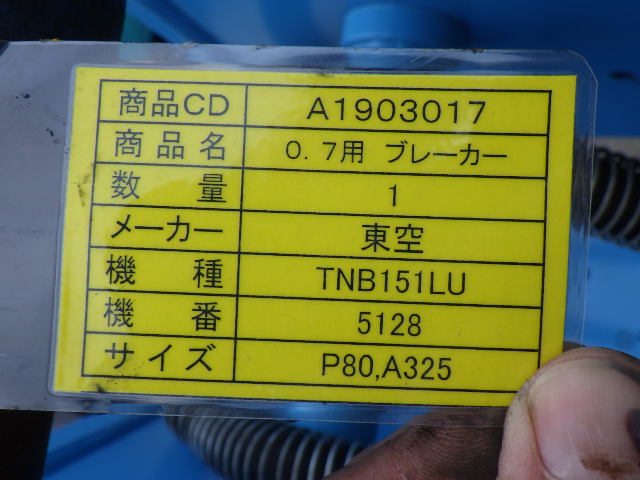 商品CD A1903017
商品名 0.7用 ブレーカー
数量 1
メーカー 東空
機種 TNB151LU
機番 5128
サイズ P80,A325